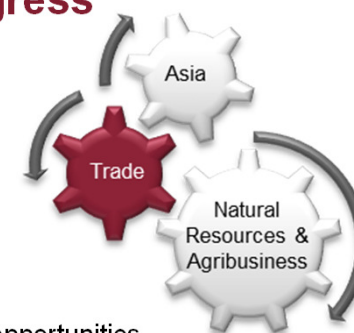 gress
Asia
Trade
Natural
Resources &
Agribusiness
opportunities